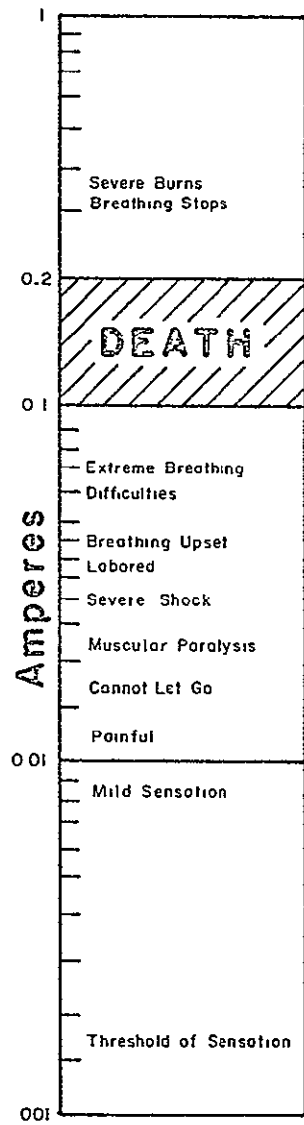 1
Severe Burns
Breathing Stops
0.2
DEATH
0 1
Extreme Breathing
Difficulties
Breathing Upset
Labored
Severe Shock
Muscular Paralysis
Cannot Let Go
Painful
0 01
Mild Sensation
Threshold of Sensation
001
Amperes